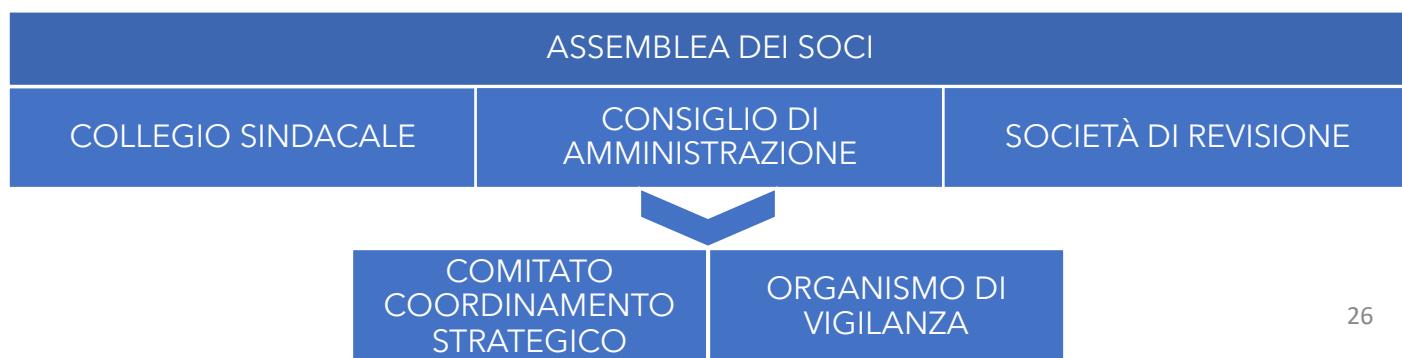 ASSEMBLEA DEI SOCI
COLLEGIO SINDACALE
CONSIGLIO DI
AMMINISTRAZIONE
SOCIETÀ DI REVISIONE
COMITATO
COORDINAMENTO
STRATEGICO
ORGANISMO DI
VIGILANZA
26